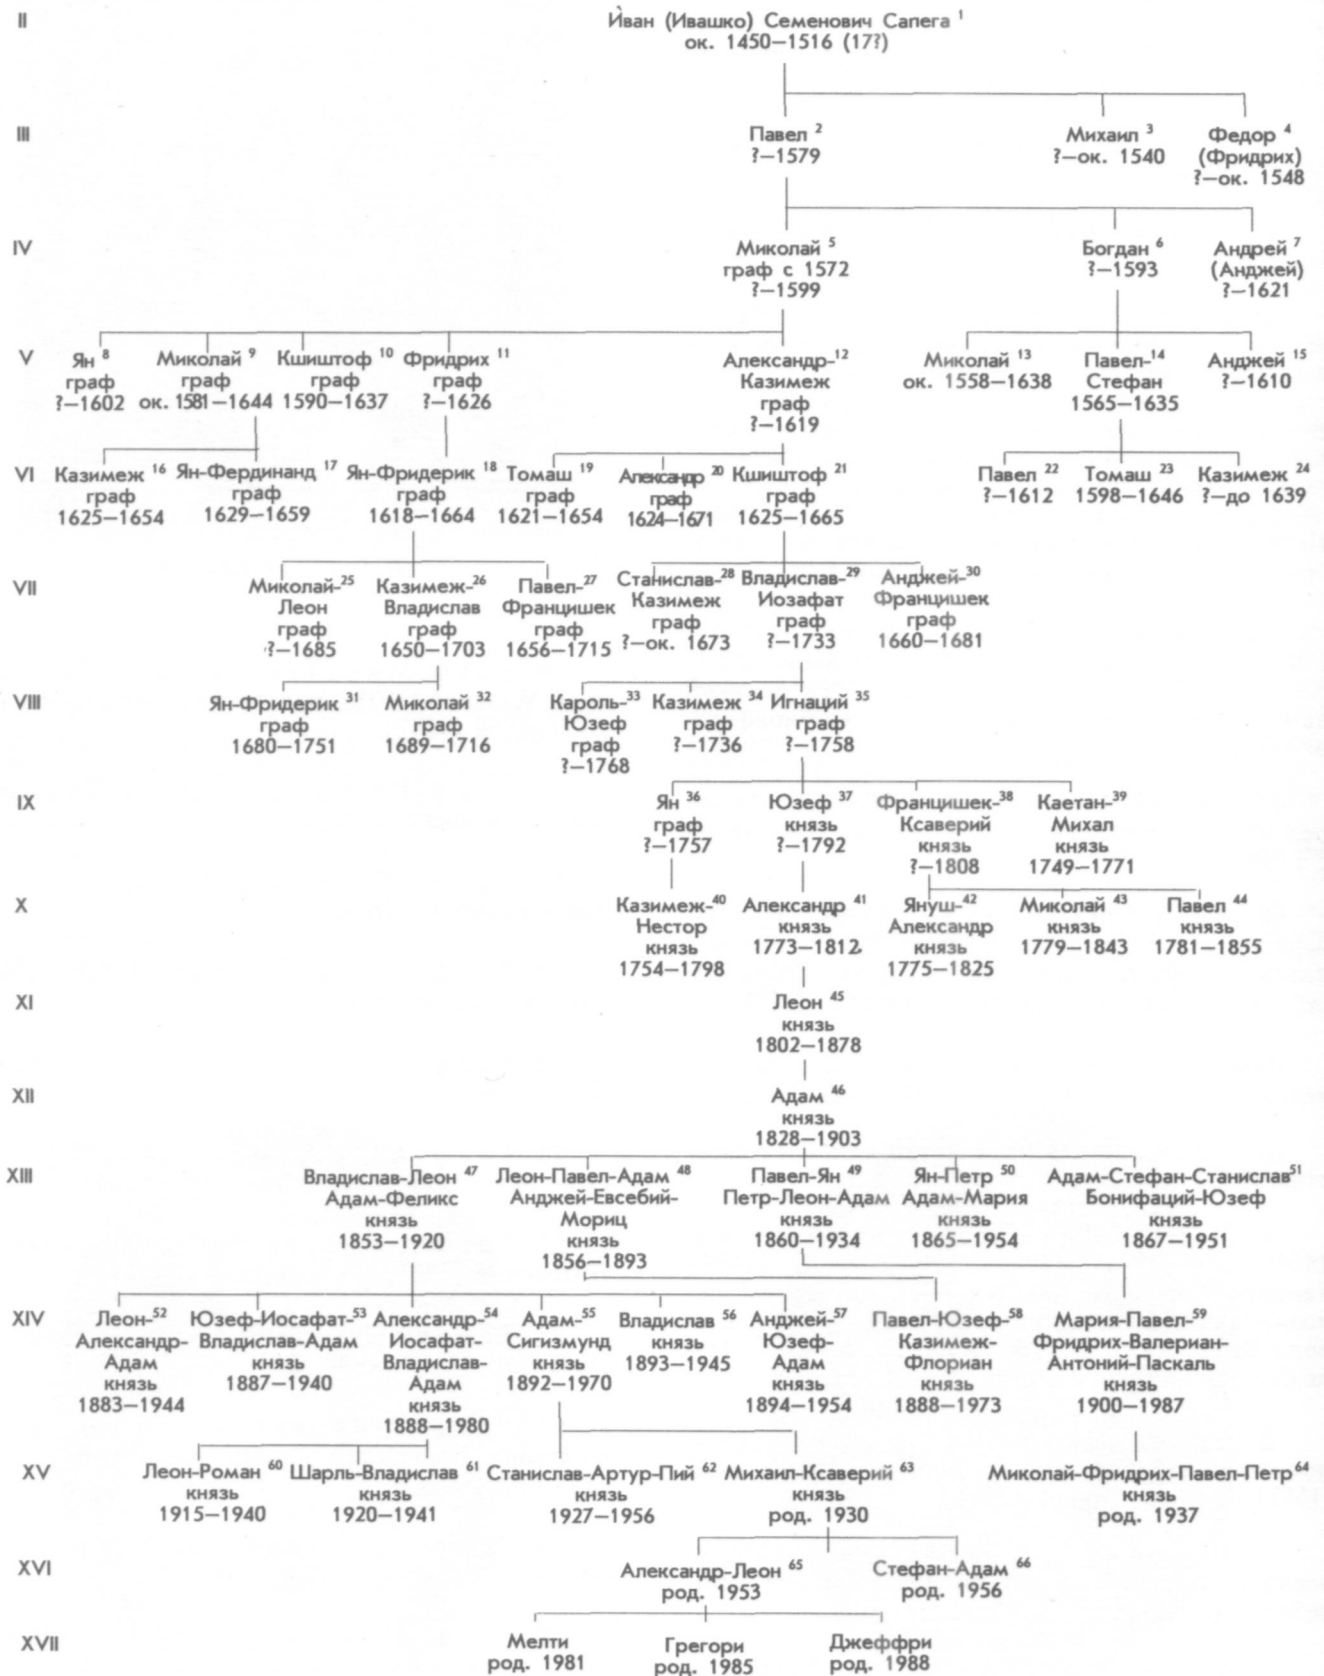 II
Иван (Ивашко) Семенович Сапега 1
ок. 1450—1516 (17?)
III
Павел 2
?—1579
Михаил 3
?—ок. 1540
Федор 4
(Фридрих)
?—ок. 1548
IV
Миколай 5
граф с 1572
?—1599
Богдан 6
?—1593
Андрей 7
(Анджей)
?—1621
V
Ян 8
граф
?—1602
Миколай 9
граф
ок. 1581—1644
Кшиштоф 10
граф
1590—1637
Фридрих 11
граф
?—1626
Александр-12
Казимеж
граф
?—1619
Миколай 13
ок. 1558—1638
Павел-14
Стефан
1565—1635
Анджей 15
?—1610
VI
Казимеж 16
граф
1625—1654
Ян-Фердинанд 17
граф
1629—1659
Ян-Фридерик 18
граф
1618—1664
Томаш 19
граф
1621—1654
Александр 20
граф
1624—1671
Кшиштоф 21
граф
1625—1665
Павел 22
?—1612
Томаш 23
1598—1646
Казимеж 24
?—до 1639
VII
Миколай-25
Леон
граф
?—1685
Казимеж-26
Владислав
граф
1650—1703
Павел-27
Францишек
граф
1656—1715
Станислав-28
Казимеж
граф
?—ок. 1673
Владислав-29
Иозафат
граф
?—1733
Анджей-30
Францишек
граф
1660—1681
VIII
Ян-Фридерик 31
граф
1680—1751
Миколай 32
граф
1689—1716
Кароль-33
Юзеф
граф
?—1768
Казимеж 34
граф
?—1736
Игнаций 35
граф
?—1758
IX
Ян 36
граф
?—1757
Юзеф 37
князь
?—1792
Францишек-38
Ксаверий
князь
?—1808
Каетан-39
Михал
князь
1749—1771
X
Казимеж-40
Нестор
князь
1754—1798
Александр 41
князь
1773—1812
Януш-42
Александр
князь
1775—1825
Миколай 43
князь
1779—1843
Павел 44
князь
1781—1855
XI
Леон 45
князь
1802—1878
XII
Адам 46
князь
1828—1903
XIII
Владислав-Леон 47
Адам-Феликс
князь
1853—1920
Леон-Павел-Адам 48
Анджей-Евсебий-
Мориц
князь
1856—1893
Павел-Ян 49
Петр-Леон-Адам
князь
1860—1934
Ян-Петр 50
Адам-Мария
князь
1865—1954
Адам-Стефан-Станислав 51
Бонифаций-Юзеф
князь
1867—1951
XIV
Леон-52
Александр-
Адам
князь
1883—1944
Юзеф-Иосафат-53
Владислав-Адам
князь
1887—1940
Александр-54
Иосафат-
Владислав-
Адам
князь
1888—1980
Адам-55
Сигизмунд
князь
1892—1970
Владислав 56
князь
1893—1945
Анджей-57
Юзеф-
Адам
князь
1894—1954
Павел-Юзеф-58
Казимеж-
Флориан
князь
1888—1973
Мария-Павел-59
Фридрих-Валериан-
Антоний-Паскаль
князь
1900—1987
XV
Леон-Роман 60
князь
1915—1940
Шарль-Владислав 61
князь
1920—1941
Станислав-Артур-Пий 62
князь
1927—1956
Михаил-Ксаверий 63
князь
род. 1930
Миколай-Фридрих-Павел-Петр 64
князь
род. 1937
XVI
Александр-Леон 65
род. 1953
Стефан-Адам 66
род. 1956
XVII
Мелти
род. 1981
Грегори
род. 1985
Джеффри
род. 1988